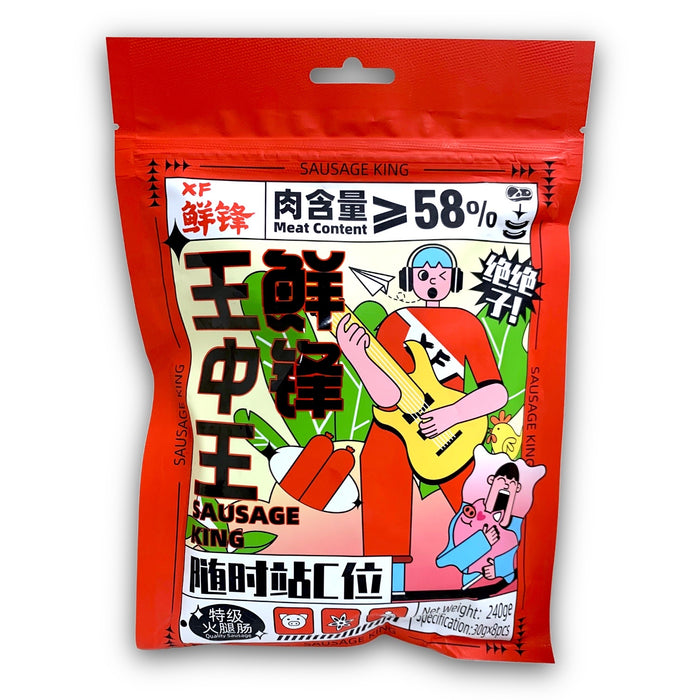 SAUSAGE KING
XF
鲜锋
肉含量≥58%
Meat Content
绝绝
子!
鲜锋
王中王
XF
SAUSAGE KING
SAUSAGE KING
SAUSAGE
KING
随时站C位
特级
火腿肠
Quality Sausage
Net weight: 240ge
Specification:30g×8pcs
SAUSAGE KING